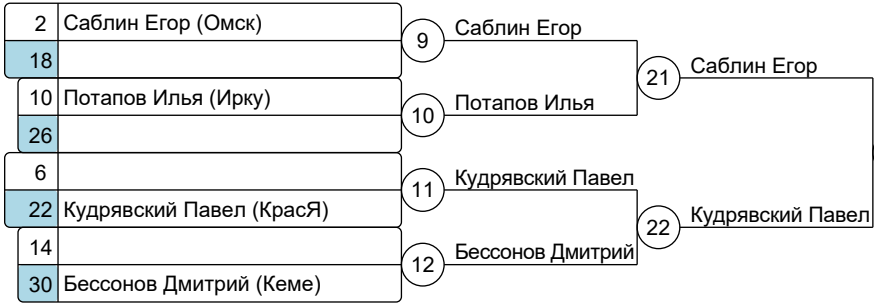 2 Саблин Егор (Омск)
9 Саблин Егор
18
21 Саблин Егор
10 Потапов Илья (Ирку)
10 Потапов Илья
26
6
11 Кудрявский Павел
22 Кудрявский Павел (КрасЯ)
22 Кудрявский Павел
14
12 Бессонов Дмитрий
30 Бессонов Дмитрий (Кеме)